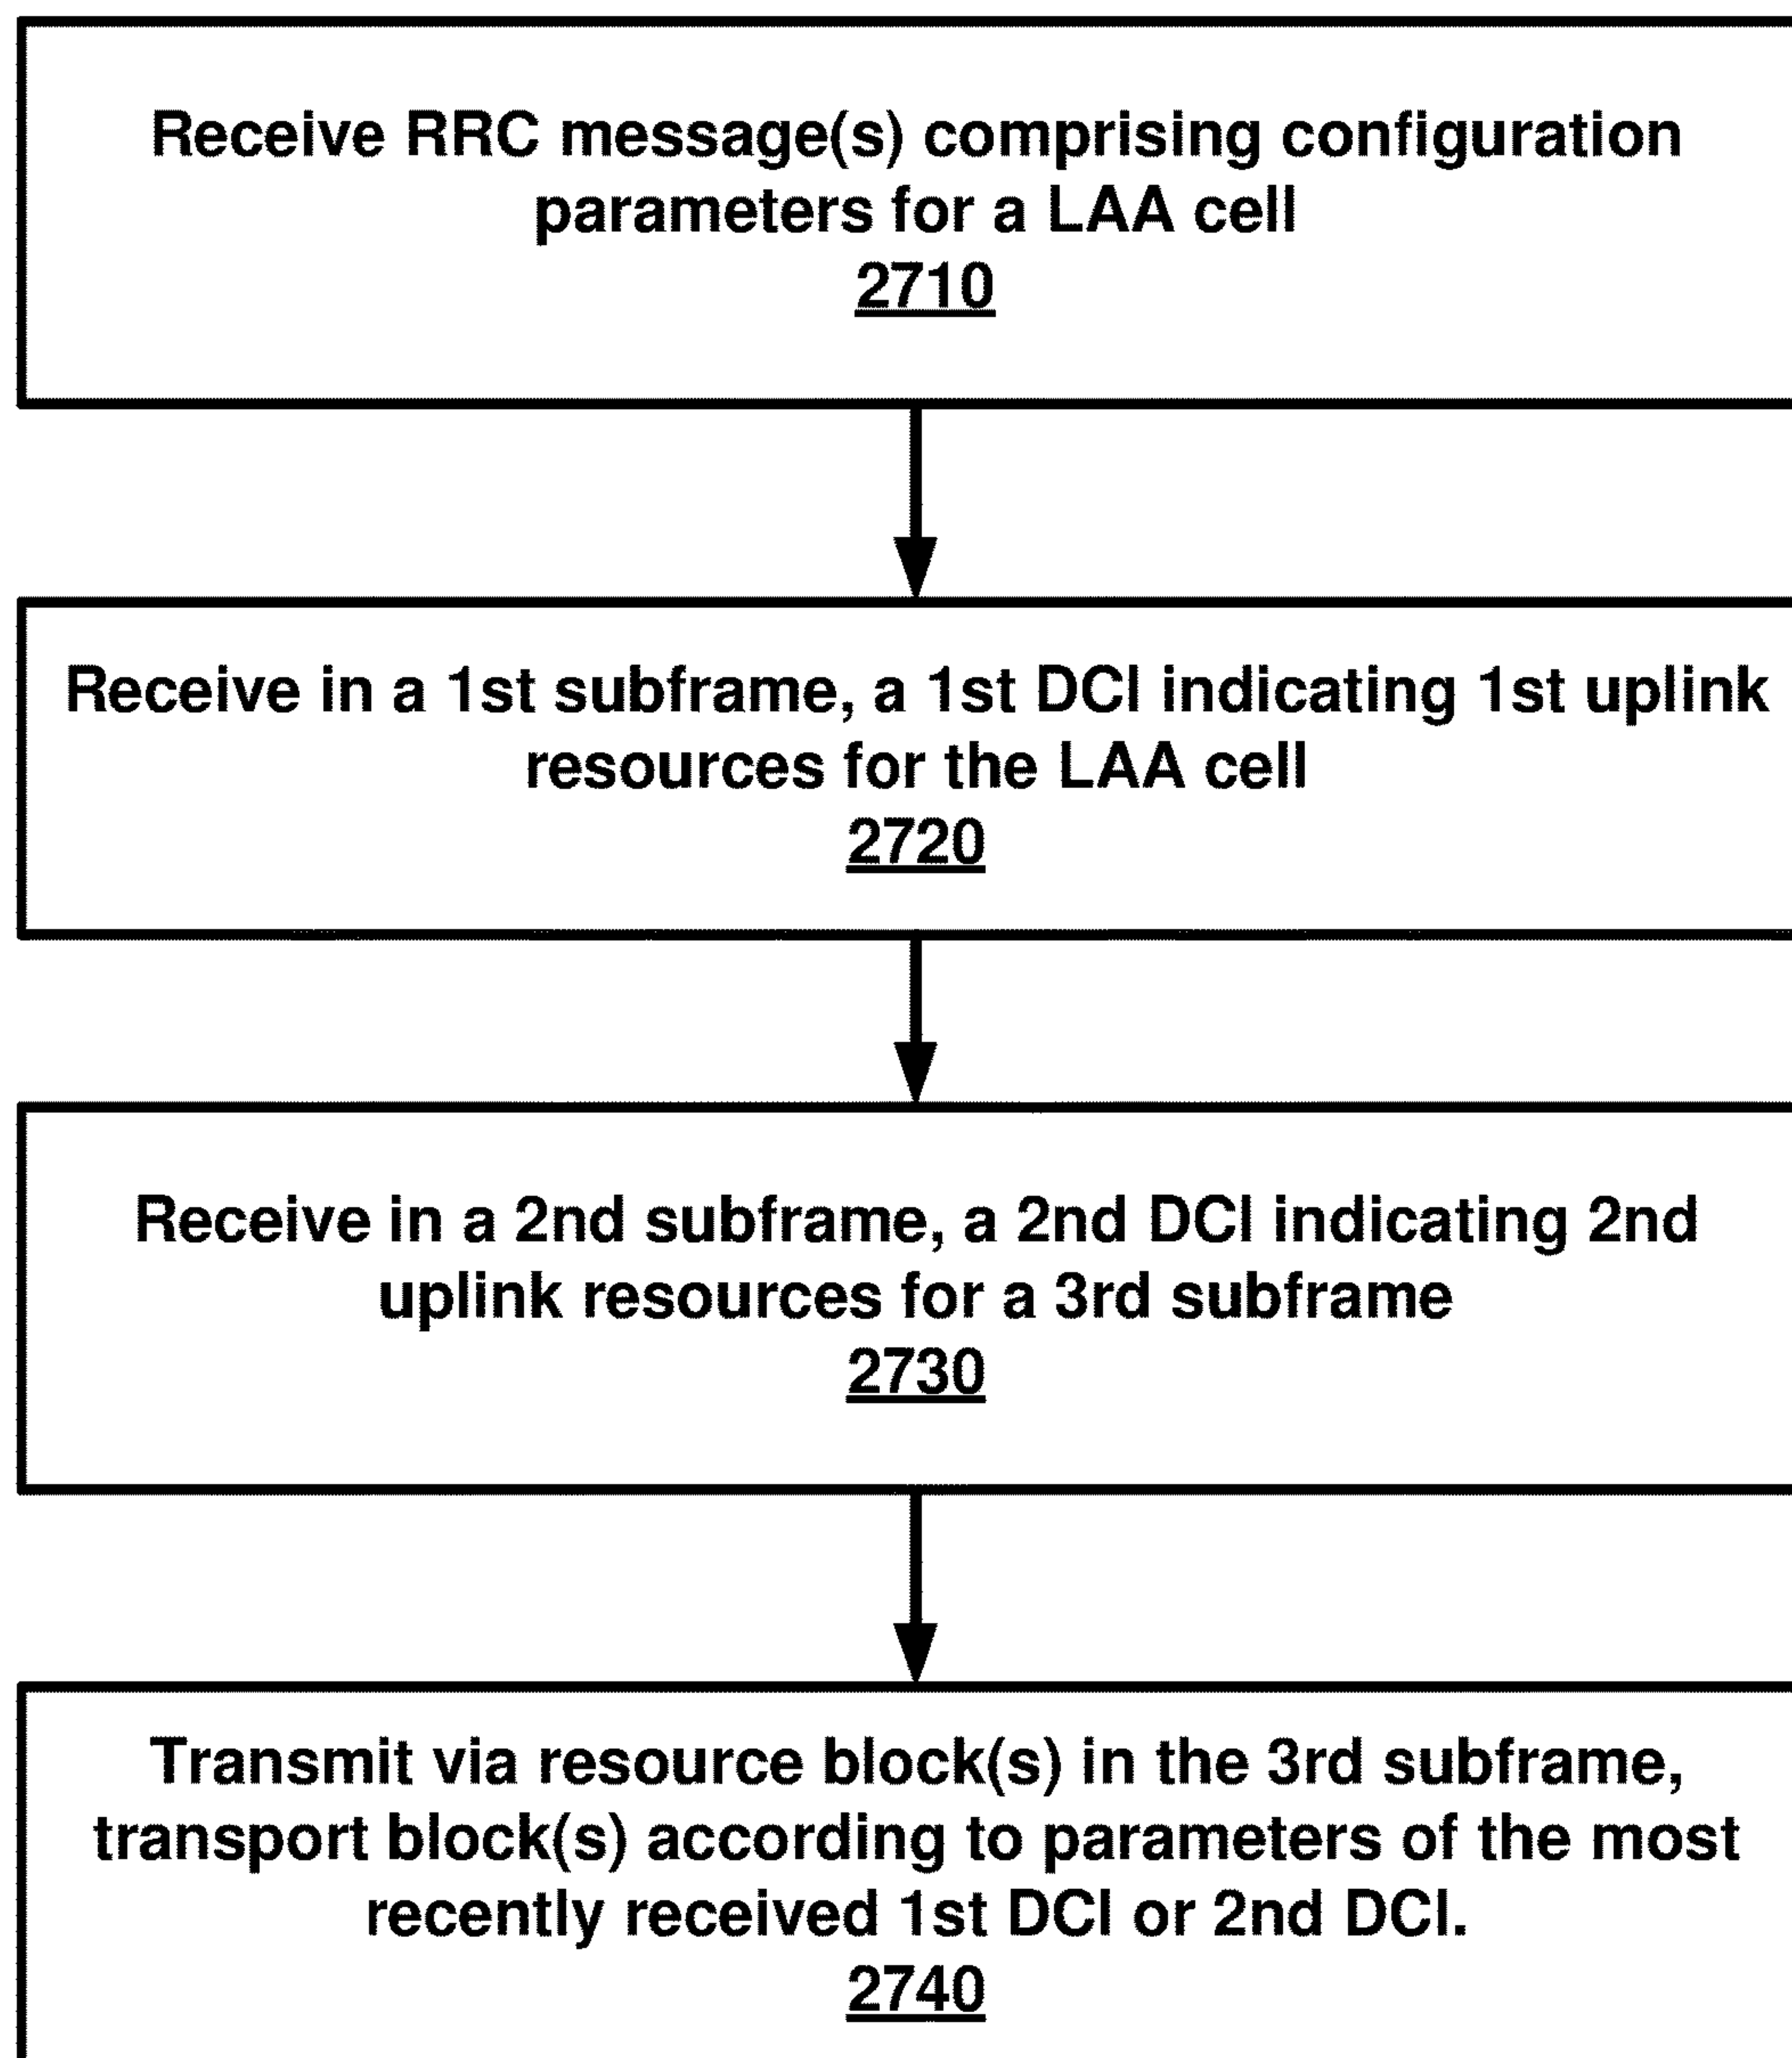 Receive RRC message(s) comprising configuration
parameters for a LAA cell
2710
Receive in a 1st subframe, a 1st DCI indicating 1st uplink
resources for the LAA cell
2720
Receive in a 2nd subframe, a 2nd DCI indicating 2nd
uplink resources for a 3rd subframe
2730
Transmit via resource block(s) in the 3rd subframe,
transport block(s) according to parameters of the most
recently received 1st DCI or 2nd DCI.
2740